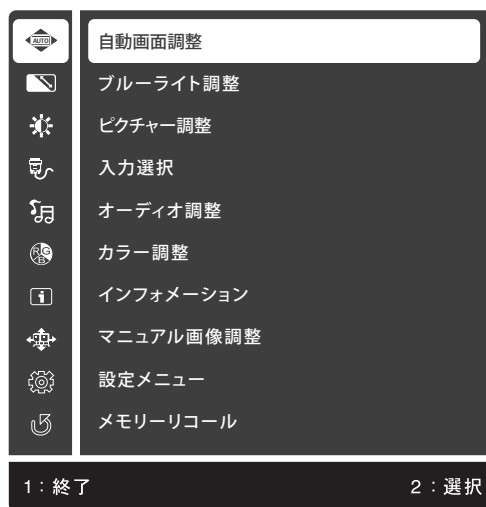 AUTO
自動画面調整
ブルーライト調整
ピクチャー調整
入力選択
オーディオ調整
RGB
カラー調整
i
インフォメーション
マニュアル画像調整
設定メニュー
メモリーリコール
1：終了
2：選択